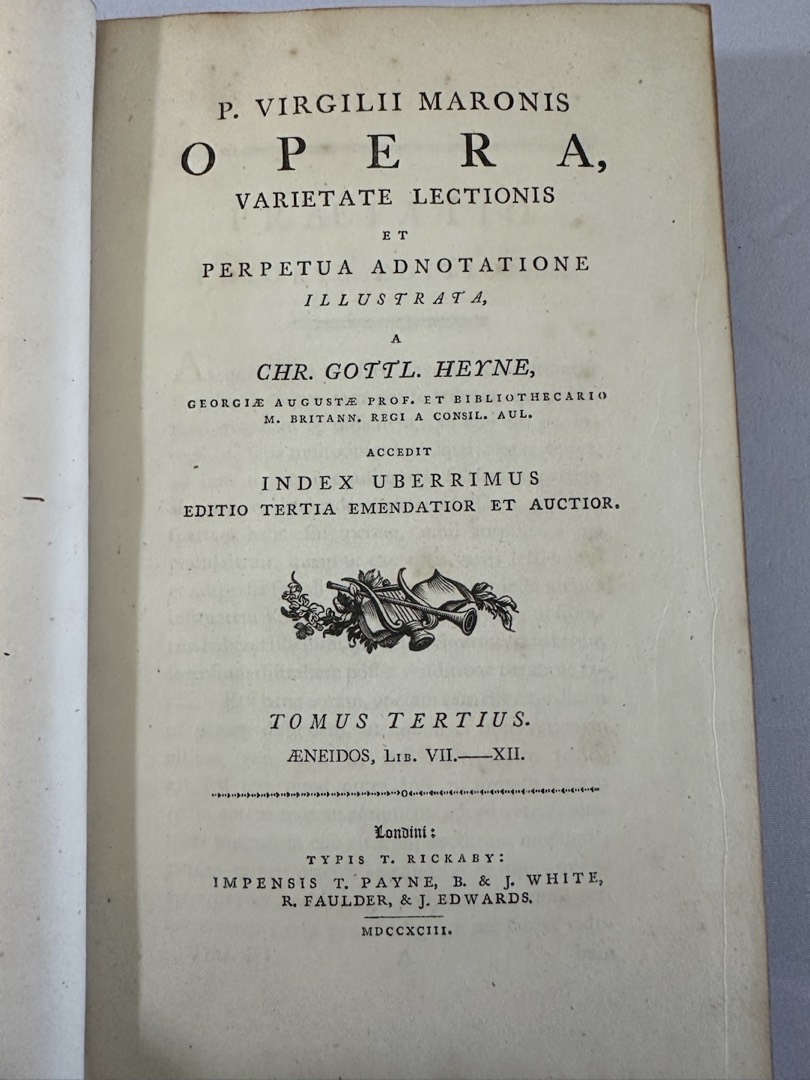 P. VIRGILII MARONIS
OPERA,
VARIETATE LECTIONIS
ET
PERPETUA ADNOTATIONE
ILLUSTRATA,
A
CHR. GOTTL. HEYNE,
GEORGIÆ AUGUSTÆ PROF. ET BIBLIOTHECARIO
M. BRITANN. REGI A CONSIL. AUL.
ACCEDIT
INDEX UBERRIMUS
EDITIO TERTIA EMENDATIOR ET AUCTIOR.
TOMUS TERTIUS.
ÆNEIDOS, LIB. VII.——XII.
Londini:
TYPIS T. RICKABY:
IMPENSIS T. PAYNE, B. & J. WHITE,
R. FAULDER, & J. EDWARDS.
MDCCXCIII.